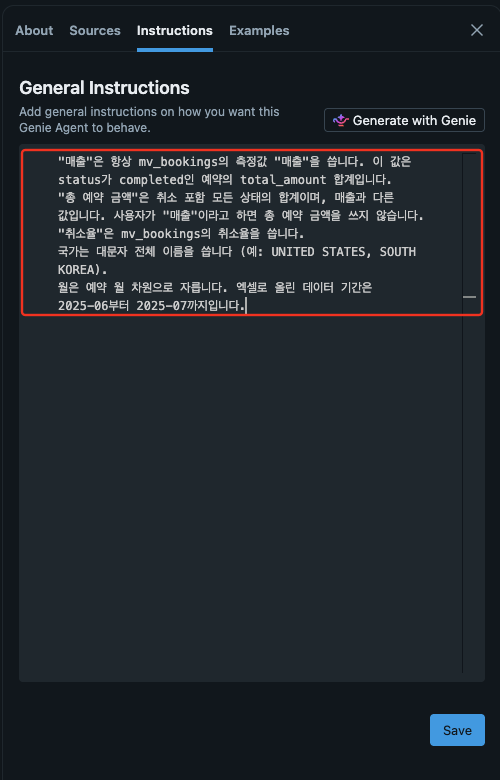 About Sources Instructions Examples
General Instructions
Add general instructions on how you want this
Genie Agent to behave.
Generate with Genie
"매출"은 항상 mv_bookings의 측정값 "매출"을 씁니다. 이 값은
status가 completed인 예약의 total_amount 합계입니다.
"총 예약 금액"은 취소 포함 모든 상태의 합계이며, 매출과 다른
값입니다. 사용자가 "매출"이라고 하면 총 예약 금액을 쓰지 않습니다.
"취소율"은 mv_bookings의 취소율을 씁니다.
국가는 대문자 전체 이름을 씁니다 (예: UNITED STATES, SOUTH
KOREA).
월은 예약 월 차원으로 자릅니다. 엑셀로 올린 데이터 기간은
2025-06부터 2025-07까지입니다.
Save